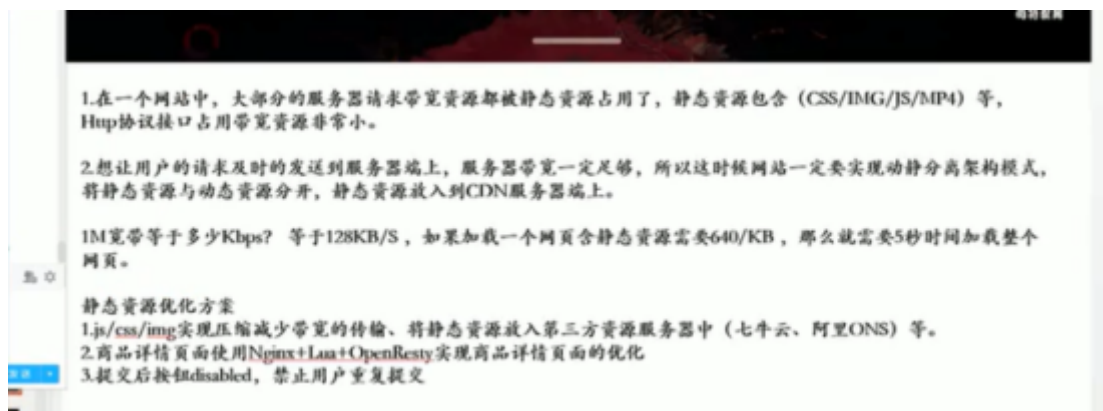 1.在一个网站中，大部分的服务器请求带宽资源都被静态资源占用了，静态资源包含（CSS/IMG/JS/MP4）等，
Http协议接口占用带宽资源非常小。
2.想让用户的请求及时的发送到服务器端上，服务器带宽一定足够，所以这时候网站一定要实现动静分离架构模式，
将静态资源与动态资源分开，静态资源放入到CDN服务器端上。
1M宽带等于多少Kbps？ 等于128KB/S ，如果加载一个网页含静态资源需要640/KB ，那么就需要5秒时间加载整个
网页。
静态资源优化方案
1.js/css/img实现压缩减少带宽的传输、将静态资源放入第三方资源服务器中（七牛云、阿里ONS）等。
2.商品详情页面使用Nginx+Lua+OpenResty实现商品详情页面的优化
3.提交后按钮disabled，禁止用户重复提交